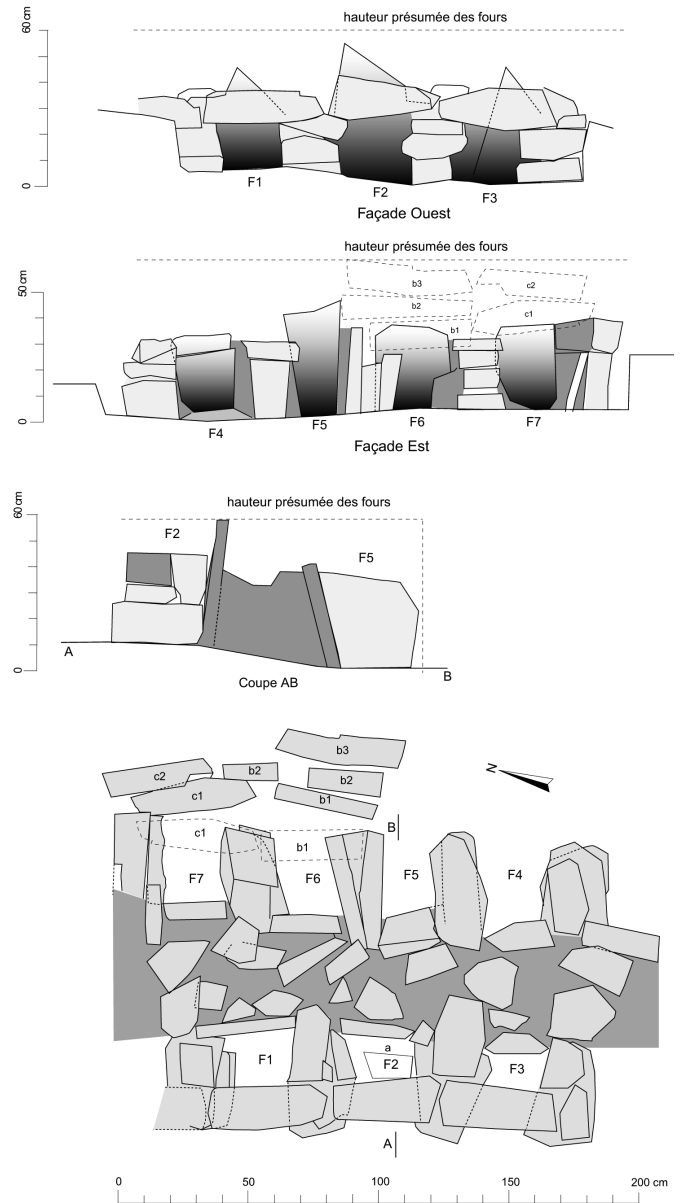 60 cm
hauteur présumée des fours
0
F1
F2
F3
Façade Ouest
hauteur présumée des fours
50 cm
b3
c2
b2
c1
b1
0
F4
F5
F6
F7
Façade Est
60 cm
hauteur présumée des fours
F2
F5
0
A
B
Coupe AB
b3
c2
b2
b2
c1
b1
N
c1
b1
B
F7
F6
F5
F4
F1
a
F2
F3
A
0
50
100
150
200 cm